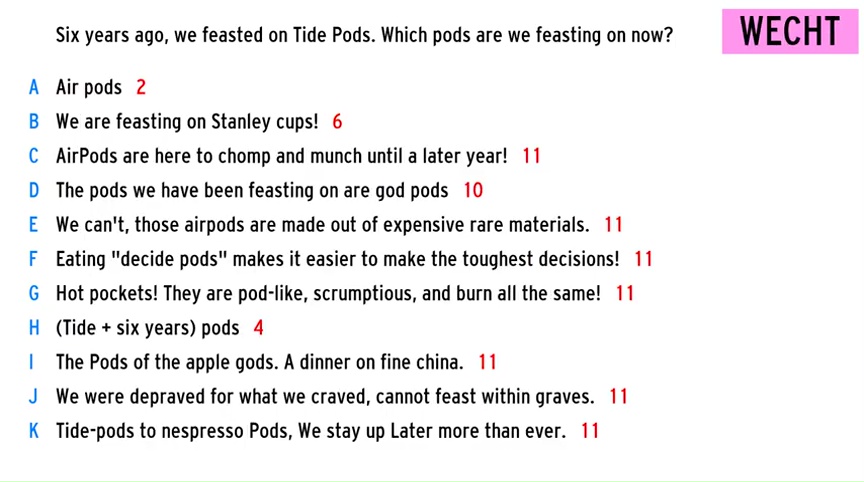 Six years ago, we feasted on Tide Pods. Which pods are we feasting on now?
WECHT
A Air pods 2
B We are feasting on Stanley cups! 6
C AirPods are here to chomp and munch until a later year! 11
D The pods we have been feasting on are god pods 10
E We can't, those airpods are made out of expensive rare materials. 11
F Eating "decide pods" makes it easier to make the toughest decisions! 11
G Hot pockets! They are pod-like, scrumptious, and burn all the same! 11
H (Tide + six years) pods 4
I The Pods of the apple gods. A dinner on fine china. 11
J We were depraved for what we craved, cannot feast within graves. 11
K Tide-pods to nespresso Pods, We stay up Later more than ever. 11